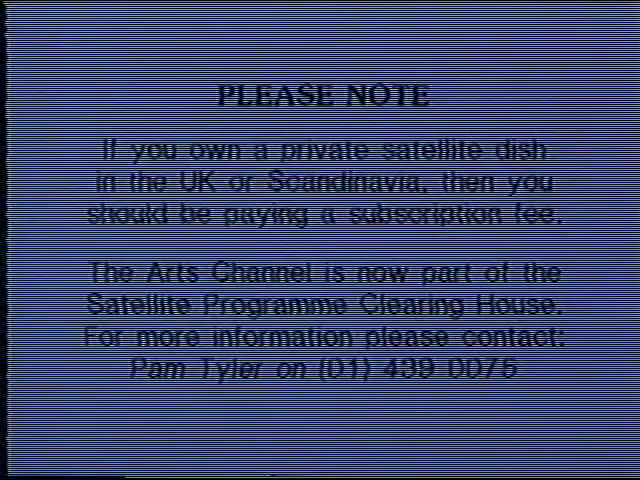 PLEASE NOTE
If you own a private satellite dish
in the UK or Scandinavia, then you
should be paying a subscription fee.
The Arts Channel is now part of the
Satellite Programme Clearing House.
For more information please contact:
Pam Tyler on (01) 439 0075